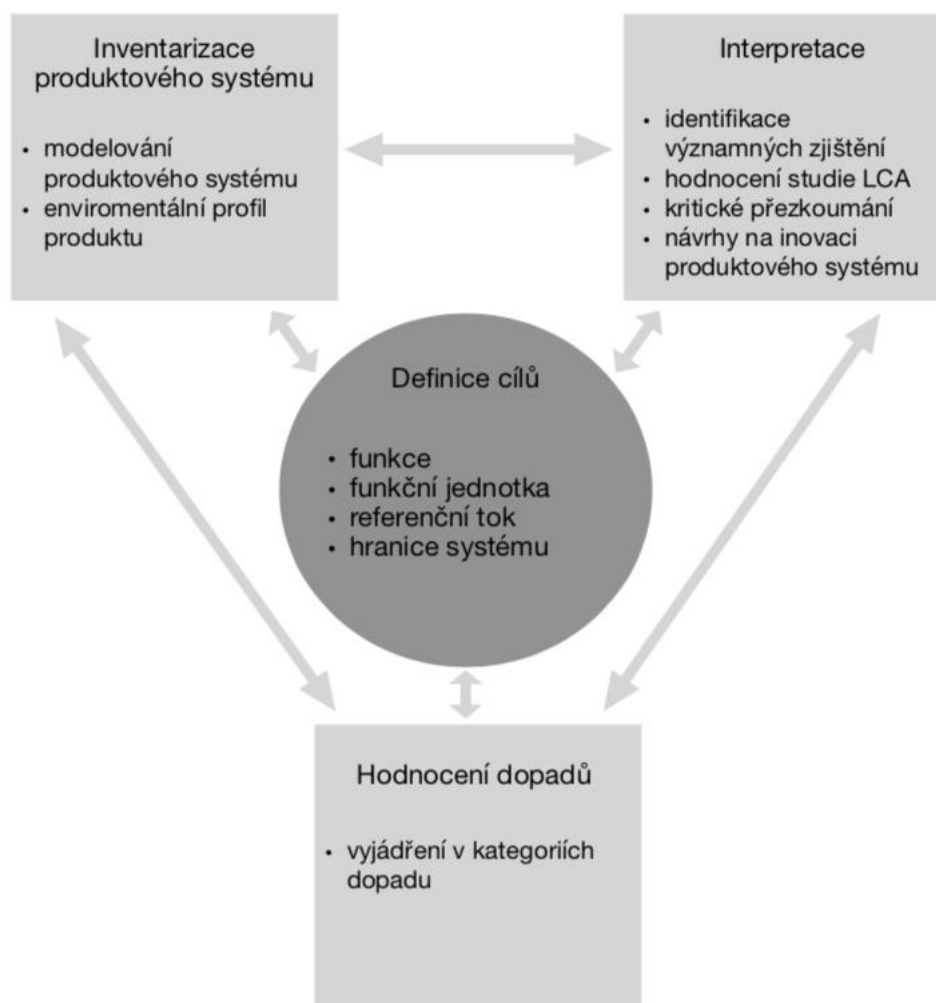 Inventarizace
produktového systému
• modelování
produktového systému
• enviromentální profil
produktu
Interpretace
• identifikace
významných zjištění
• hodnocení studie LCA
• kritické přezkoumání
• návrhy na inovaci
produktového systému
Definice cílů
• funkce
• funkční jednotka
• referenční tok
• hranice systému
Hodnocení dopadů
• vyjádření v kategoriích
dopadu